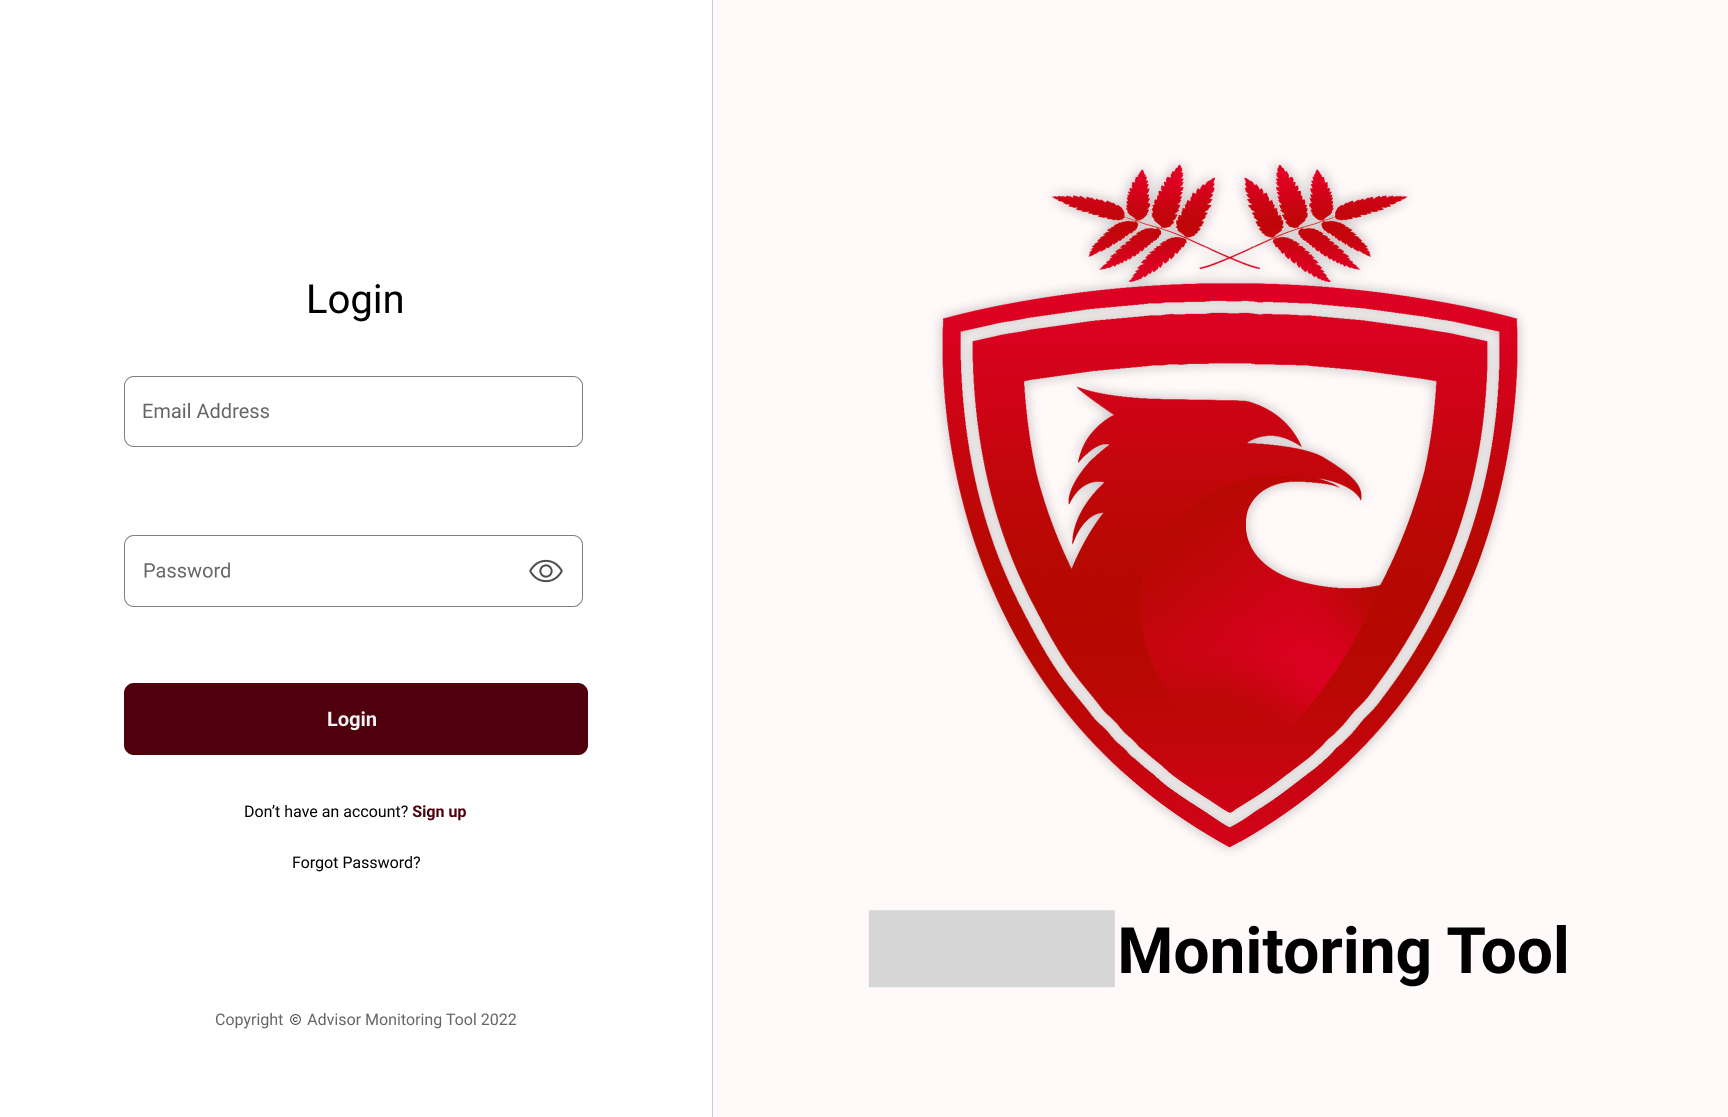 Login
Email Address
Password
Login
Don’t have an account? Sign up
Forgot Password?
Copyright © Advisor Monitoring Tool 2022
Monitoring Tool